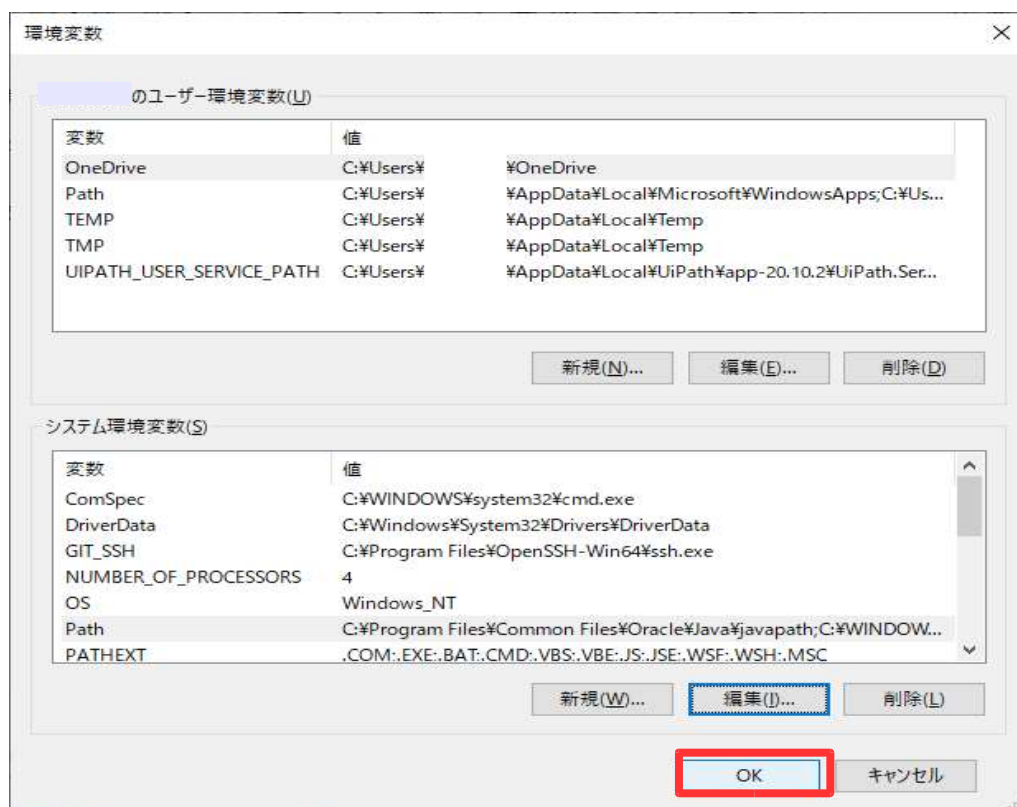 環境変数
のユーザー環境変数(U)
変数 値
OneDrive C:¥Users¥ ¥OneDrive
Path C:¥Users¥ ¥AppData¥Local¥Microsoft¥WindowsApps;C:¥Us...
TEMP C:¥Users¥ ¥AppData¥Local¥Temp
TMP C:¥Users¥ ¥AppData¥Local¥Temp
UIPATH_USER_SERVICE_PATH C:¥Users¥ ¥AppData¥Local¥UiPath¥app-20.10.2¥UiPath.Ser...
新規(N)... 編集(E)... 削除(D)
システム環境変数(S)
変数 値
ComSpec C:¥WINDOWS¥system32¥cmd.exe
DriverData C:¥Windows¥System32¥Drivers¥DriverData
GIT_SSH C:¥Program Files¥OpenSSH-Win64¥ssh.exe
NUMBER_OF_PROCESSORS 4
OS Windows_NT
Path C:¥Program Files¥Common Files¥Oracle¥Java¥javapath;C:¥WINDOW...
PATHEXT .COM;.EXE;.BAT;.CMD;.VBS;.VBE;.JS;.JSE;.WSF;.WSH;.MSC
新規(W)... 編集(I)... 削除(L)
OK キャンセル